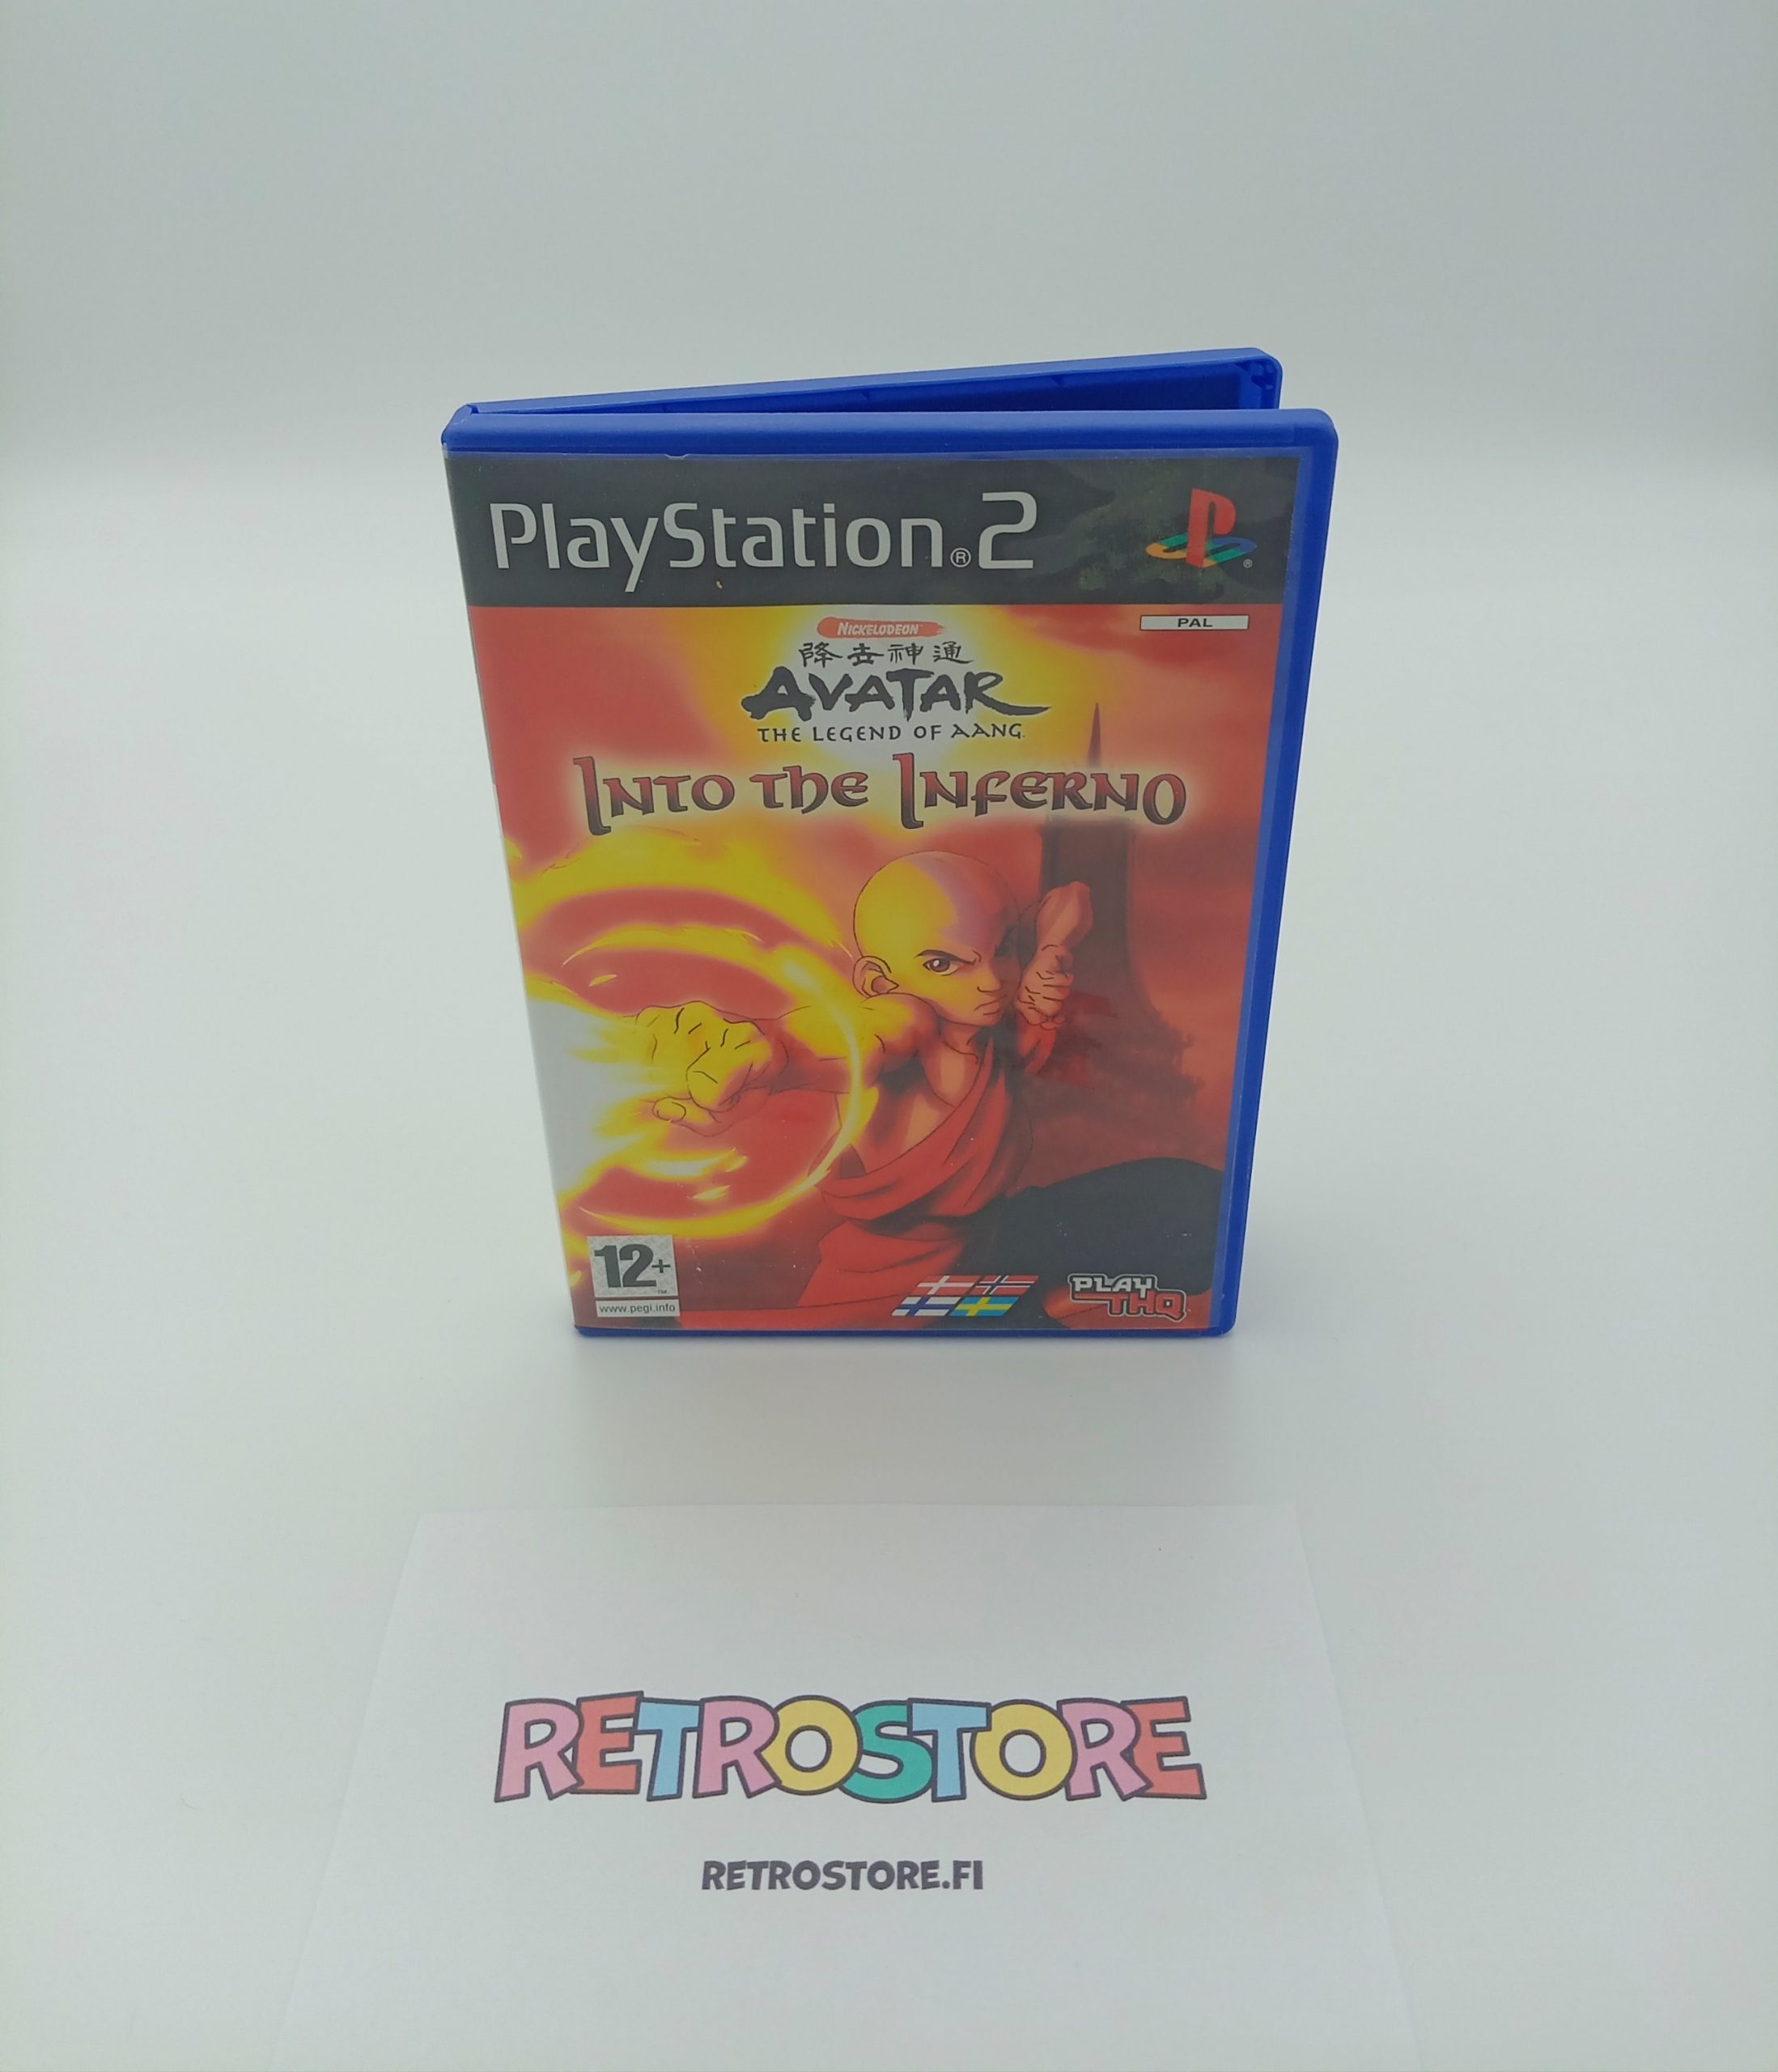 PlayStation®2
PAL
NICKELODEON™
降去神通
AVATAR
THE LEGEND OF AANG
INTO THE INFERNO
12+
www.pegi.info
PLAY
THQ
RETROSTORE
RETROSTORE.FI